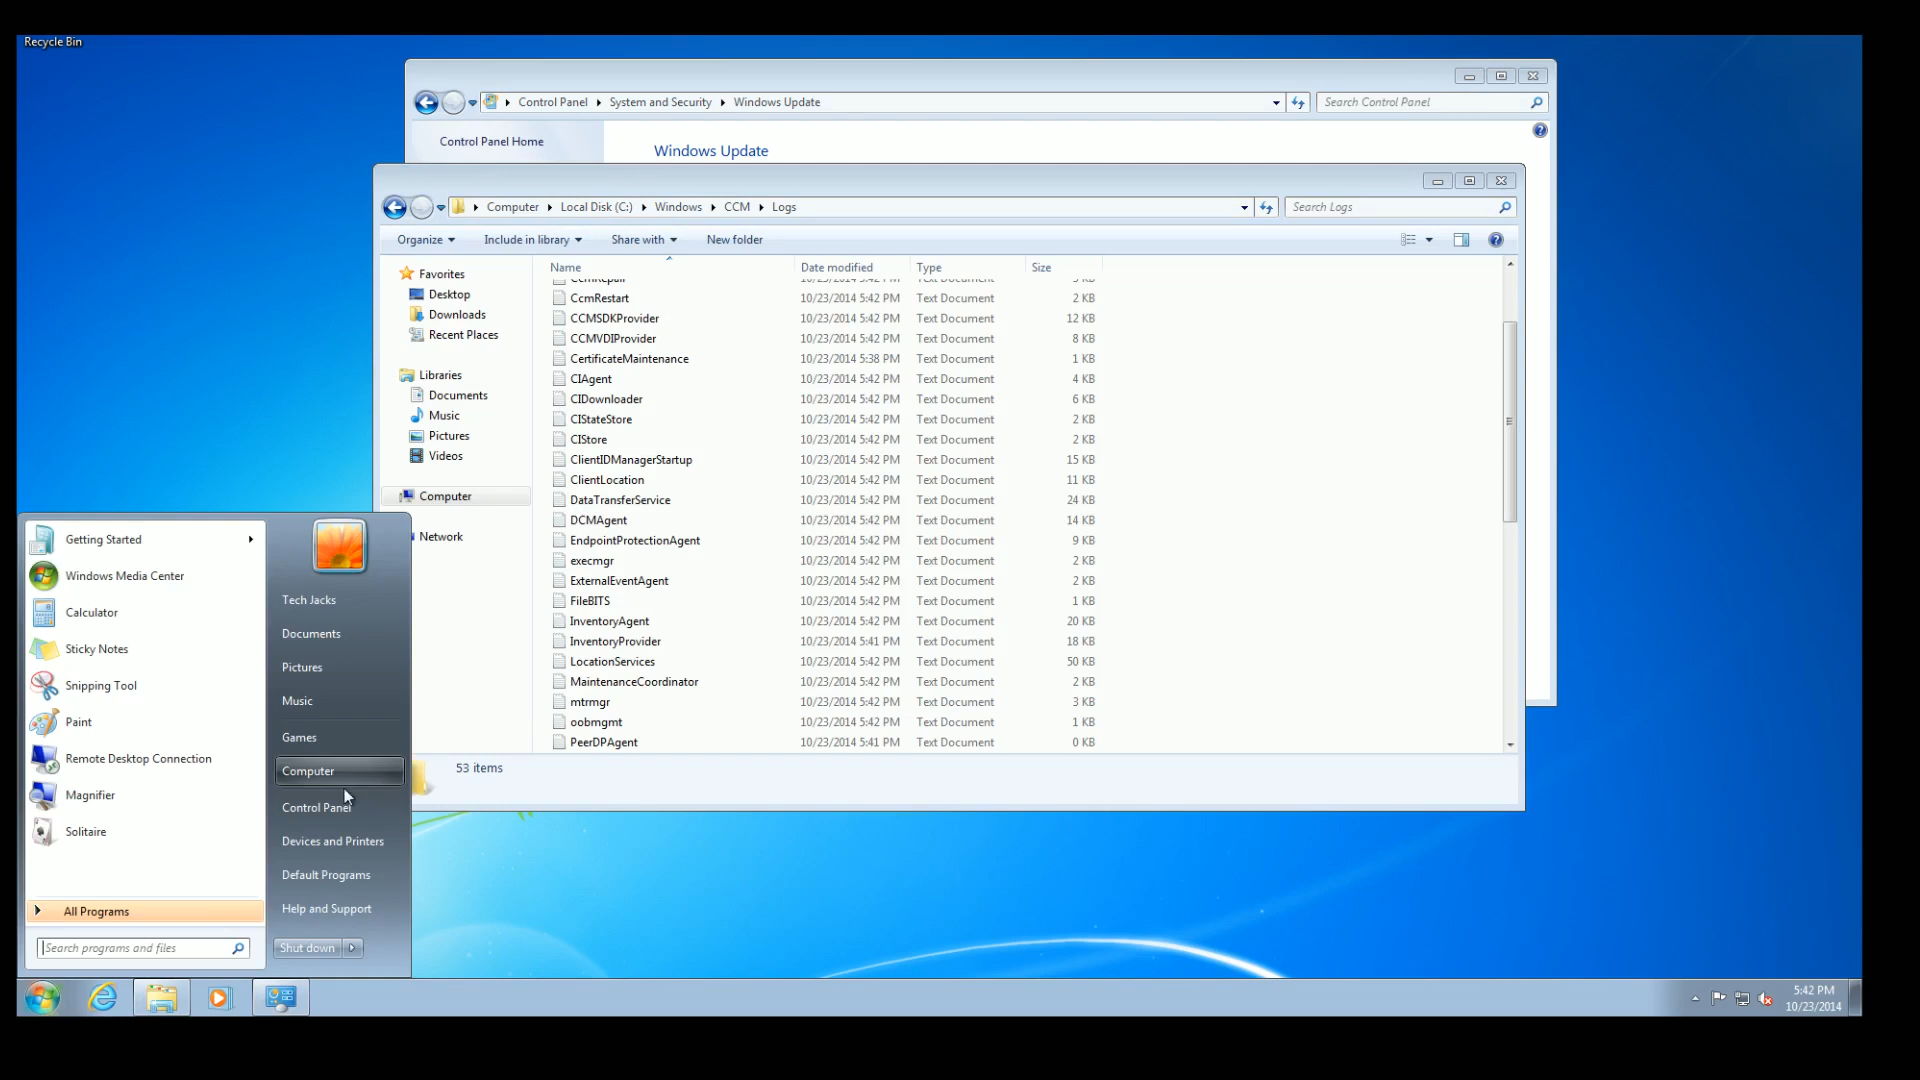 Recycle Bin
Control Panel System and Security Windows Update
Search Control Panel
Control Panel Home
Windows Update
Computer Local Disk (C:) Windows CCM Logs
Search Logs
Organize Include in library Share with New folder
Favorites
Desktop
Downloads
Recent Places
Libraries
Documents
Music
Pictures
Videos
Computer
Network
Name Date modified Type Size
CcmRestart 10/23/2014 5:42 PM Text Document 2 KB
CCMSDKProvider 10/23/2014 5:42 PM Text Document 12 KB
CCMVDIProvider 10/23/2014 5:42 PM Text Document 8 KB
CertificateMaintenance 10/23/2014 5:38 PM Text Document 1 KB
CIAgent 10/23/2014 5:42 PM Text Document 4 KB
CIDownloader 10/23/2014 5:42 PM Text Document 6 KB
CIStateStore 10/23/2014 5:42 PM Text Document 2 KB
CIStore 10/23/2014 5:42 PM Text Document 2 KB
ClientIDManagerStartup 10/23/2014 5:42 PM Text Document 15 KB
ClientLocation 10/23/2014 5:42 PM Text Document 11 KB
DataTransferService 10/23/2014 5:42 PM Text Document 24 KB
DCMAgent 10/23/2014 5:42 PM Text Document 14 KB
EndpointProtectionAgent 10/23/2014 5:42 PM Text Document 9 KB
execmgr 10/23/2014 5:42 PM Text Document 2 KB
ExternalEventAgent 10/23/2014 5:42 PM Text Document 2 KB
FileBITS 10/23/2014 5:42 PM Text Document 1 KB
InventoryAgent 10/23/2014 5:42 PM Text Document 20 KB
InventoryProvider 10/23/2014 5:41 PM Text Document 18 KB
LocationServices 10/23/2014 5:42 PM Text Document 50 KB
MaintenanceCoordinator 10/23/2014 5:42 PM Text Document 2 KB
mtrmgr 10/23/2014 5:42 PM Text Document 3 KB
oobmgmt 10/23/2014 5:42 PM Text Document 1 KB
PeerDPAgent 10/23/2014 5:41 PM Text Document 0 KB
53 items
Getting Started
Windows Media Center
Calculator
Sticky Notes
Snipping Tool
Paint
Remote Desktop Connection
Magnifier
Solitaire
All Programs
Search programs and files
Tech Jacks
Documents
Pictures
Music
Games
Computer
Control Panel
Devices and Printers
Default Programs
Help and Support
Shut down
5:42 PM
10/23/2014